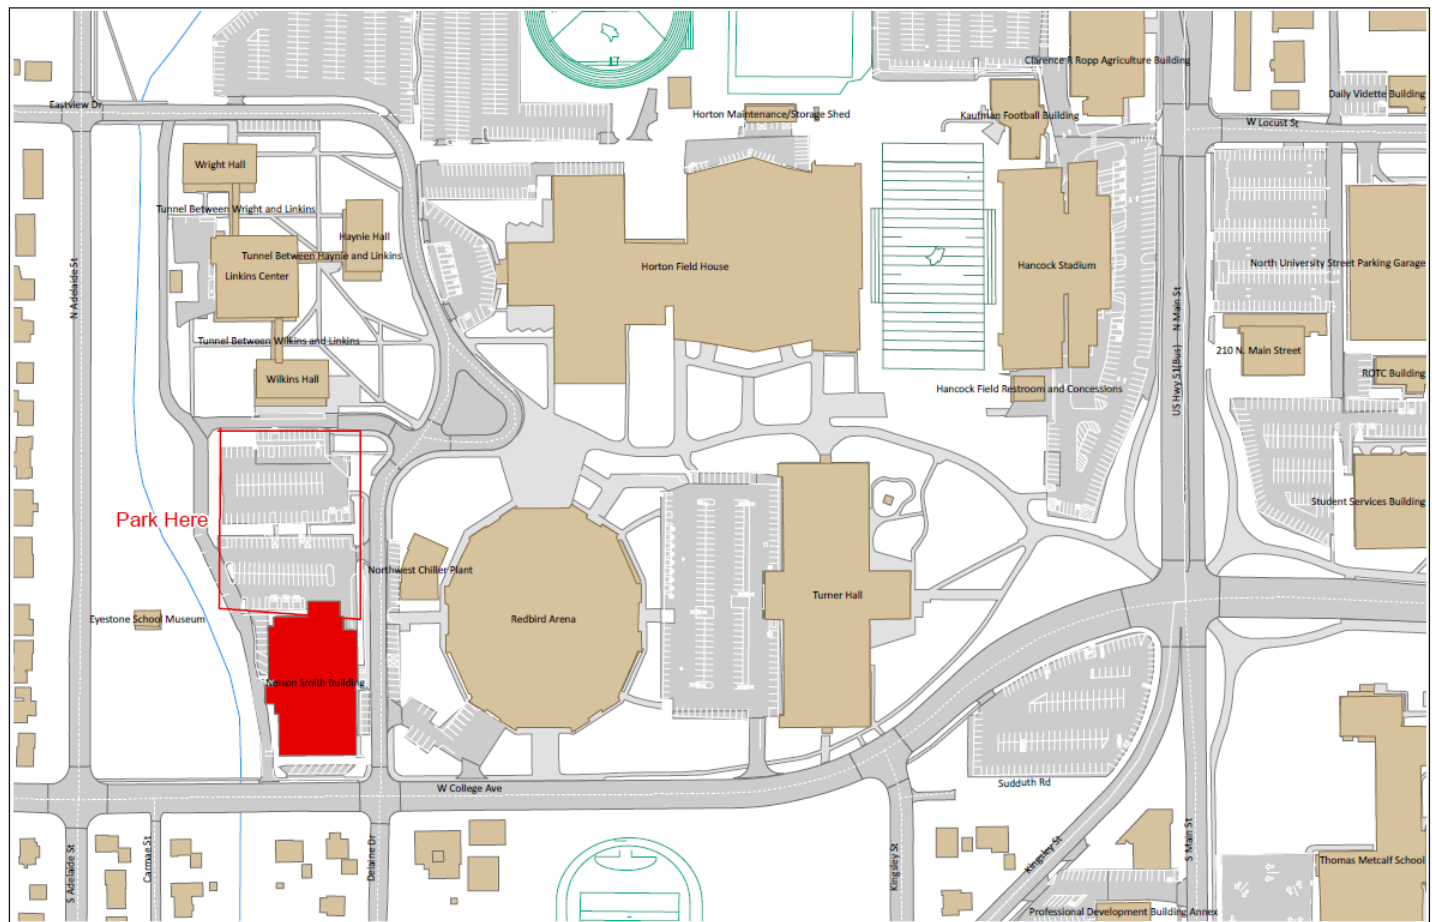 Clarence R Ropp Agriculture Building
Daily Vidette Building
Eastview Dr
Horton Maintenance/Storage Shed
Kaufman Football Building
W Locust St
Wright Hall
Tunnel Between Wright and Linkins
Haynie Hall
Tunnel Between Haynie and Linkins
Linkins Center
Horton Field House
Hancock Stadium
North University Street Parking Garage
N Adelaide St
US Hwy 51(Bus)
N Main St
Tunnel Between Wilkins and Linkins
210 N. Main Street
Wilkins Hall
ROTC Building
Hancock Field Restroom and Concessions
Student Services Building
Park Here
Northwest Chiller Plant
Turner Hall
Eyestone School Museum
Redbird Arena
Nelson Smith Building
Sudduth Rd
W College Ave
S Adelaide St
Carmae St
Delaine Dr
Kingsley St
Kingsley St
S Main St
Thomas Metcalf School
Professional Development Building Annex